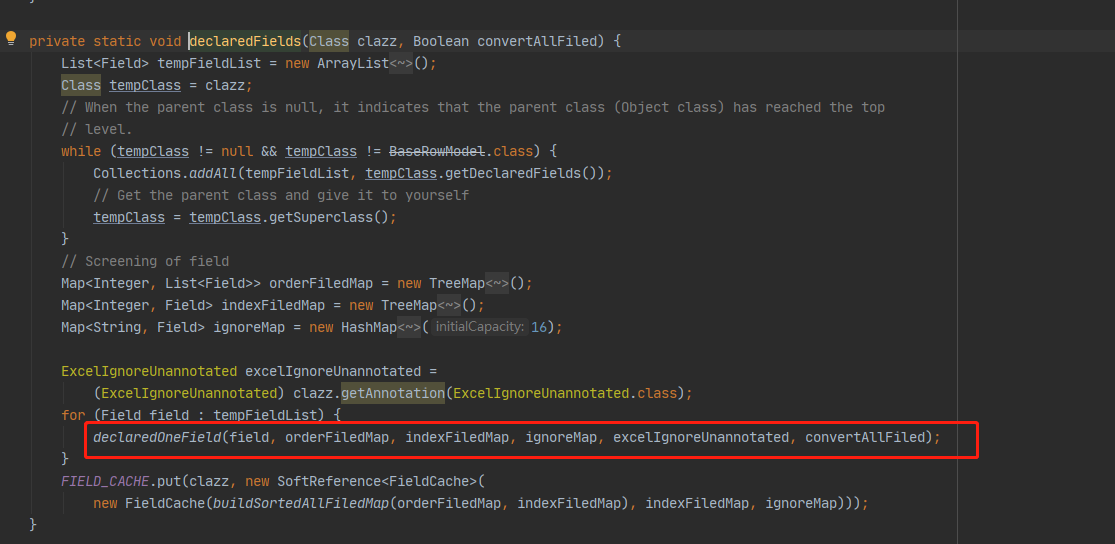 }
private static void declaredFields(Class clazz, Boolean convertAllFiled) {
List<Field> tempFieldList = new ArrayList<~>();
Class tempClass = clazz;
// When the parent class is null, it indicates that the parent class (Object class) has reached the top
// level.
while (tempClass != null && tempClass != BaseRowModel.class) {
Collections.addAll(tempFieldList, tempClass.getDeclaredFields());
// Get the parent class and give it to yourself
tempClass = tempClass.getSuperclass();
}
// Screening of field
Map<Integer, List<Field>> orderFiledMap = new TreeMap<~>();
Map<Integer, Field> indexFiledMap = new TreeMap<~>();
Map<String, Field> ignoreMap = new HashMap<~>( initialCapacity: 16);
ExcelIgnoreUnannotated excelIgnoreUnannotated =
(ExcelIgnoreUnannotated) clazz.getAnnotation(ExcelIgnoreUnannotated.class);
for (Field field : tempFieldList) {
declaredOneField(field, orderFiledMap, indexFiledMap, ignoreMap, excelIgnoreUnannotated, convertAllFiled);
}
FIELD_CACHE.put(clazz, new SoftReference<FieldCache>(
new FieldCache(buildSortedAllFiledMap(orderFiledMap, indexFiledMap), indexFiledMap, ignoreMap)));
}